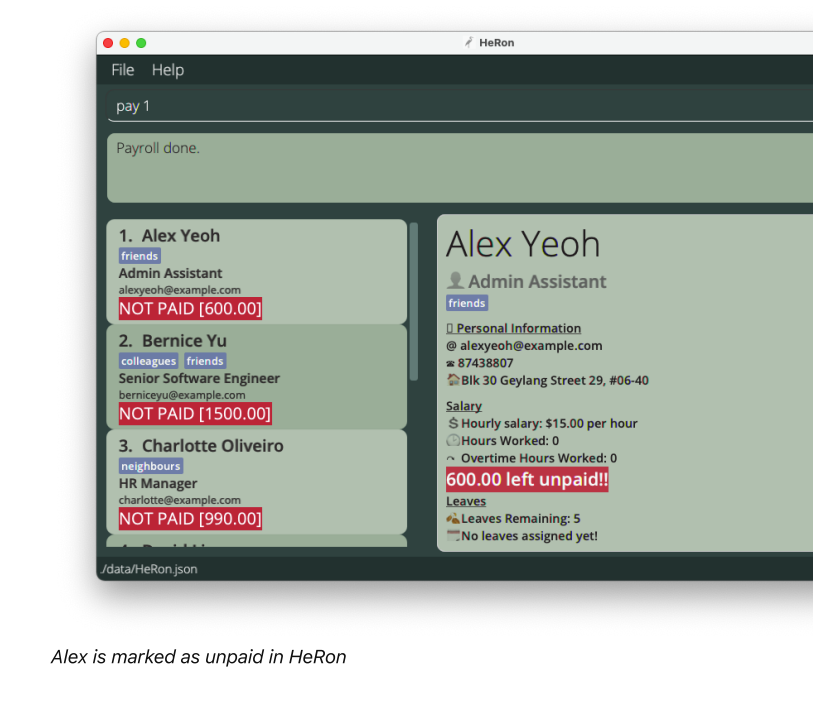 HeRon
File Help
pay 1
Payroll done.
1. Alex Yeoh
friends
Admin Assistant
alexyeoh@example.com
NOT PAID [600.00]
2. Bernice Yu
colleagues friends
Senior Software Engineer
berniceyu@example.com
NOT PAID [1500.00]
3. Charlotte Oliveiro
neighbours
HR Manager
charlotte@example.com
NOT PAID [990.00]
Alex Yeoh
Admin Assistant
friends
Personal Information
@ alexyeoh@example.com
☎ 87438807
Blk 30 Geylang Street 29, #06-40
Salary
$ Hourly salary: $15.00 per hour
Hours Worked: 0
Overtime Hours Worked: 0
600.00 left unpaid!!
Leaves
Leaves Remaining: 5
No leaves assigned yet!
./data/HeRon.json
Alex is marked as unpaid in HeRon